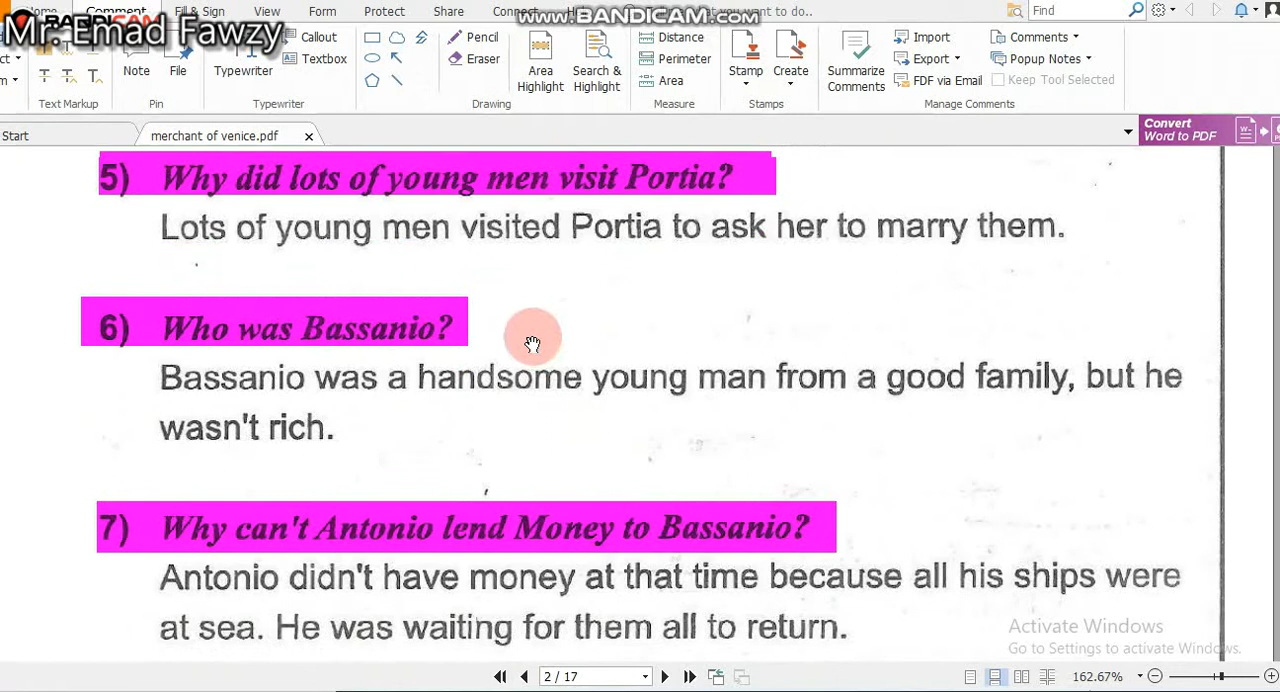 Home Comment View Form Protect Share Connect
Fill & Sign
www.BANDICAM.com
BANDICAM
Mr. Emad Fawzy
Find
Callout
Textbox
Note
File
Typewriter
Pencil
Eraser
Area Highlight
Search & Highlight
Distance
Perimeter
Area
Stamp
Create
Summarize Comments
Import
Export
FDF via Email
Comments
Popup Notes
Keep Tool Selected
Text Markup Pin Typewriter Drawing Measure Stamps Manage Comments
Start
merchant of venice.pdf
Convert
Word to PDF
5) Why did lots of young men visit Portia?
Lots of young men visited Portia to ask her to marry them.
6) Who was Bassanio?
Bassanio was a handsome young man from a good family, but he
wasn't rich.
7) Why can't Antonio lend Money to Bassanio?
Antonio didn't have money at that time because all his ships were
at sea. He was waiting for them all to return.
Activate Windows
Go to Settings to activate Windows.
2 / 17
162.67%